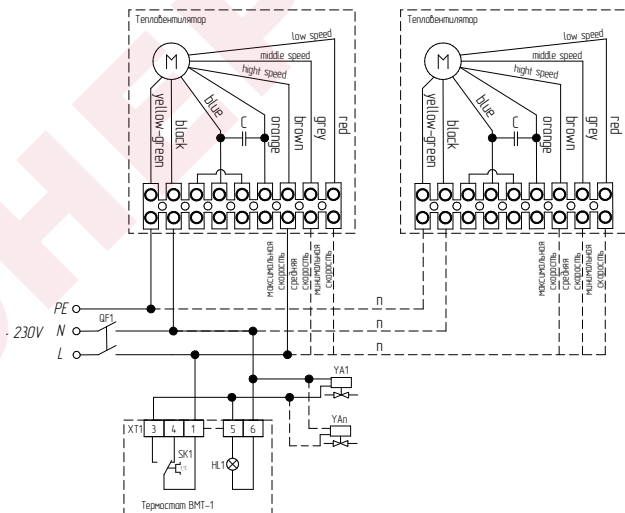 Тепловентилятор
low speed
middle speed
hight speed
M
yellow-green
black
blue
C
orange
brown
grey
red
максимальная скорость
средняя скорость
минимальная скорость
Тепловентилятор
low speed
middle speed
hight speed
M
yellow-green
black
blue
C
orange
brown
grey
red
максимальная скорость
средняя скорость
минимальная скорость
PE
n
QF1
~ 230V
N
n
L
n
YA1
YAn
XT1
3
4
1
5
6
SK1
t°C
HL1
Термостат BMT-1